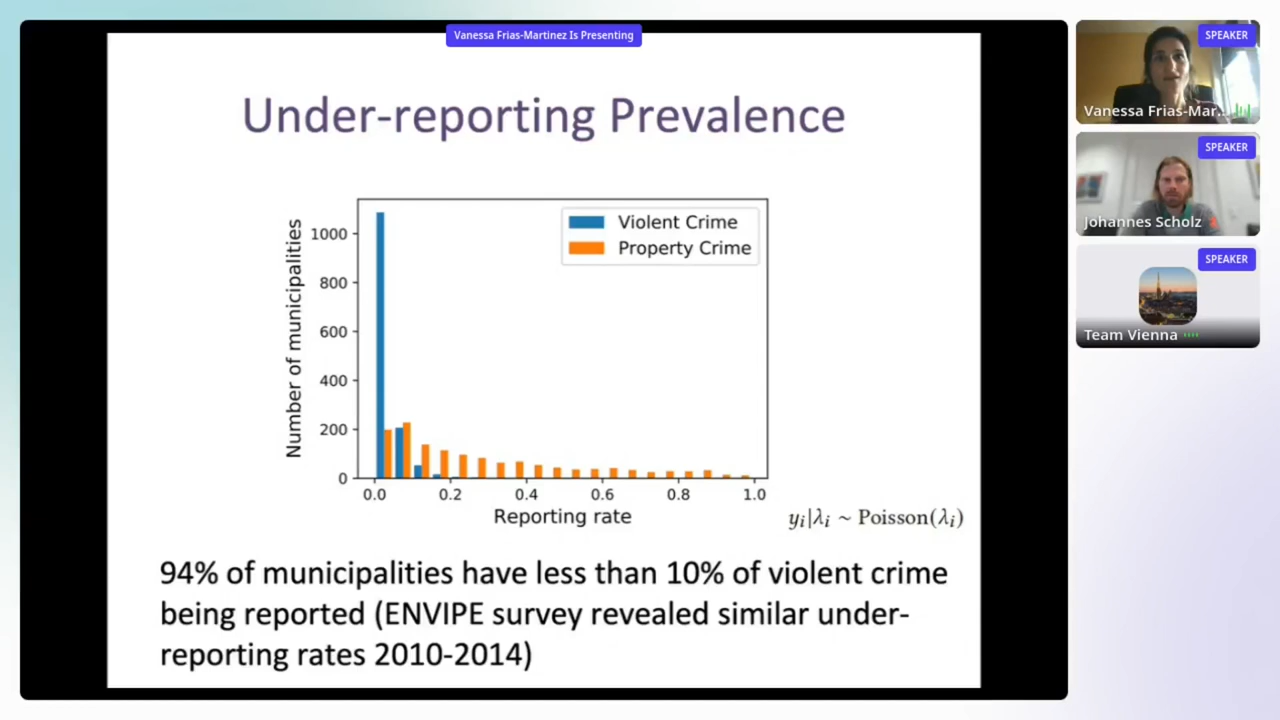 Vanessa Frias-Martinez Is Presenting
Under-reporting Prevalence
Number of municipalities
1000
800
600
400
200
0
Violent Crime
Property Crime
0.0 0.2 0.4 0.6 0.8 1.0
Reporting rate
yᵢ|λᵢ ~ Poisson(λᵢ)
94% of municipalities have less than 10% of violent crime
being reported (ENVIPE survey revealed similar under-
reporting rates 2010-2014)
SPEAKER
Vanessa Frias-Mar...
SPEAKER
Johannes Scholz
SPEAKER
Team Vienna